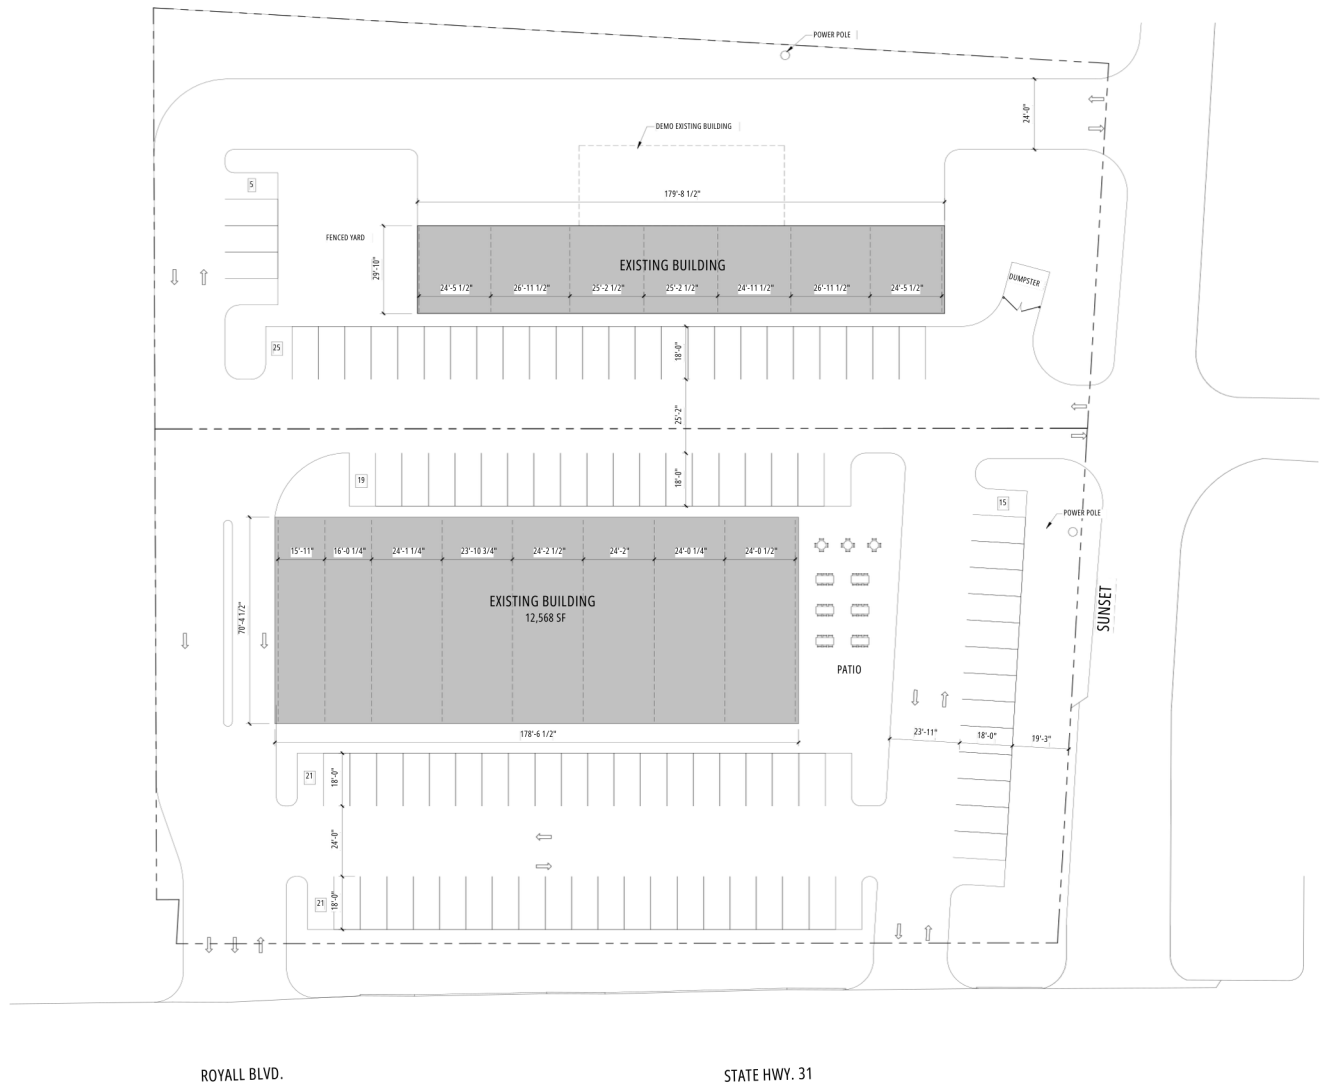 POWER POLE
24'-0"
DEMO EXISTING BUILDING
5
179'-8 1/2"
FENCED YARD
29'-10"
EXISTING BUILDING
DUMPSTER
24'-5 1/2" 26'-11 1/2" 25'-2 1/2" 25'-2 1/2" 24'-11 1/2" 26'-11 1/2" 24'-5 1/2"
25
18'-0"
25'-2"
19
18'-0"
15
POWER POLE
15'-11" 16'-0 1/4" 24'-1 1/4" 23'-10 3/4" 24'-2 1/2" 24'-2" 24'-0 1/4" 24'-0 1/2"
EXISTING BUILDING
12,568 SF
70'-4 1/2"
SUNSET
PATIO
178'-6 1/2"
23'-11" 18'-0" 19'-3"
21
18'-0"
24'-0"
21
18'-0"
ROYALL BLVD.
STATE HWY. 31